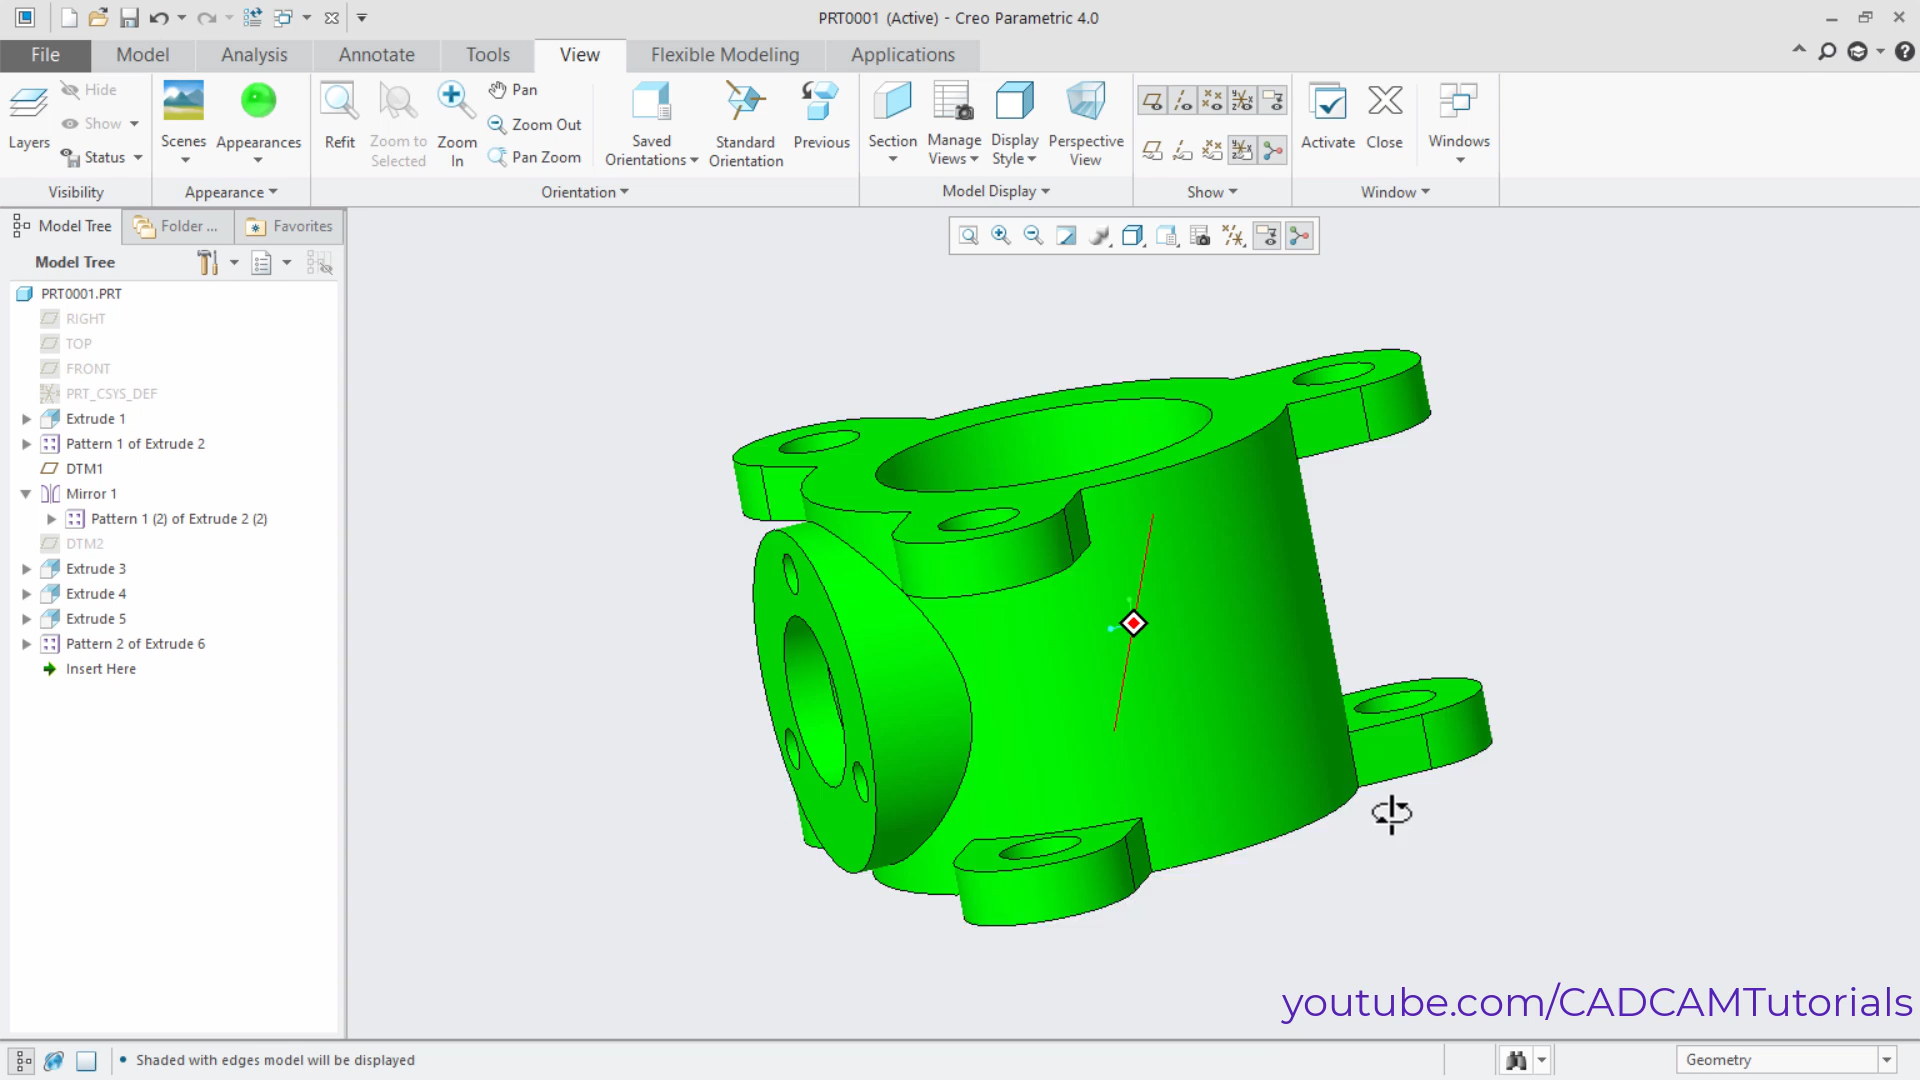 PRT0001 (Active) - Creo Parametric 4.0
File Model Analysis Annotate Tools View Flexible Modeling Applications
Hide
Show
Status
Layers
Scenes
Appearances
Refit
Zoom to
Selected
Zoom
In
Pan
Zoom Out
Pan Zoom
Saved
Orientations
Standard
Orientation
Previous
Section
Manage
Views
Display
Style
Perspective
View
Activate
Close
Windows
Visibility Appearance Orientation Model Display Show Window
Model Tree Folder ... Favorites
Model Tree
PRT0001.PRT
RIGHT
TOP
FRONT
PRT_CSYS_DEF
Extrude 1
Pattern 1 of Extrude 2
DTM1
Mirror 1
Pattern 1 (2) of Extrude 2 (2)
DTM2
Extrude 3
Extrude 4
Extrude 5
Pattern 2 of Extrude 6
Insert Here
youtube.com/CADCAMTutorials
• Shaded with edges model will be displayed
Geometry